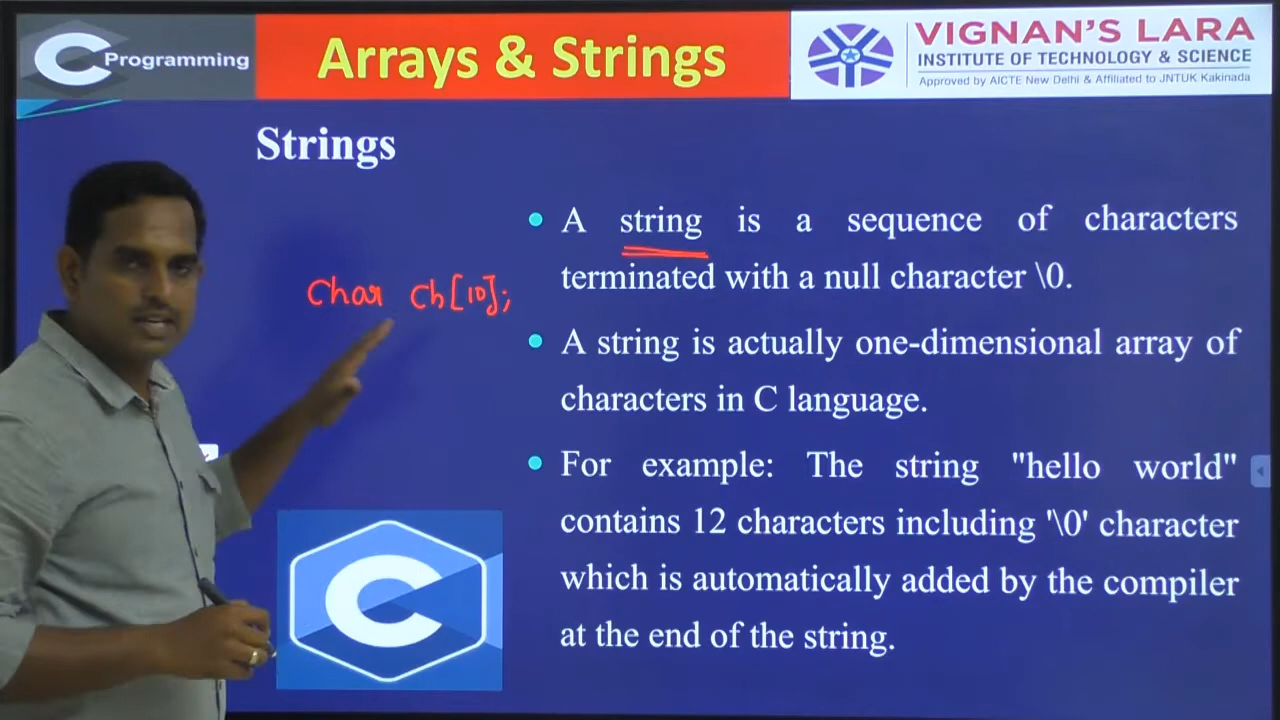 C Programming
Arrays & Strings
VIGNAN'S LARA
INSTITUTE OF TECHNOLOGY & SCIENCE
Approved by AICTE New Delhi & Affiliated to JNTUK Kakinada
Strings
• A string is a sequence of characters
terminated with a null character \0.
char ch[10];
• A string is actually one-dimensional array of
characters in C language.
• For example: The string "hello world"
contains 12 characters including '\0' character
which is automatically added by the compiler
at the end of the string.
C